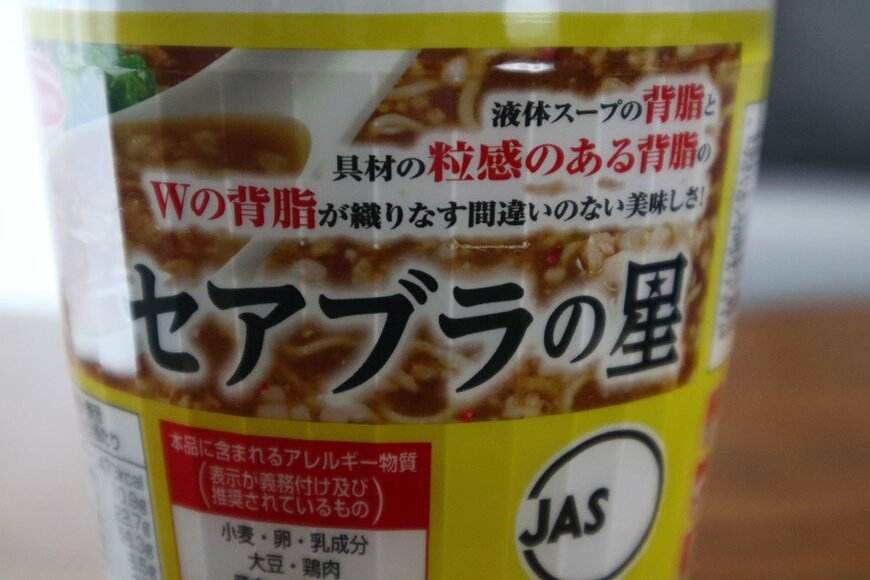 液体スープの背脂と
具材の粒感のある背脂の
Wの背脂が織りなす間違いのない美味しさ!
セアブラの星
本品に含まれるアレルギー物質
(表示が義務付け及び
推奨されているもの)
小麦・卵・乳成分
大豆・鶏肉
JAS